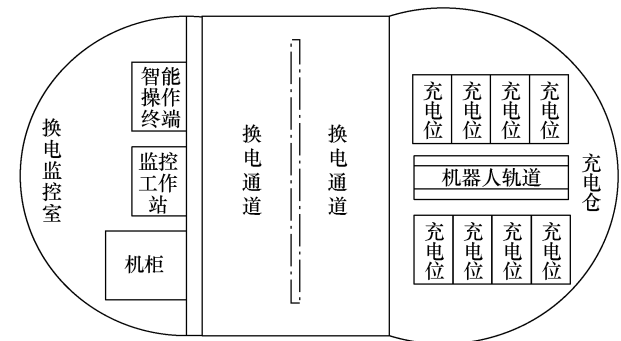 换电监控室
智能
操作
终端
监控
工作
站
机柜
换电通道
换电通道
充电位
充电位
充电位
充电位
机器人轨道
充电位
充电位
充电位
充电位
充电仓